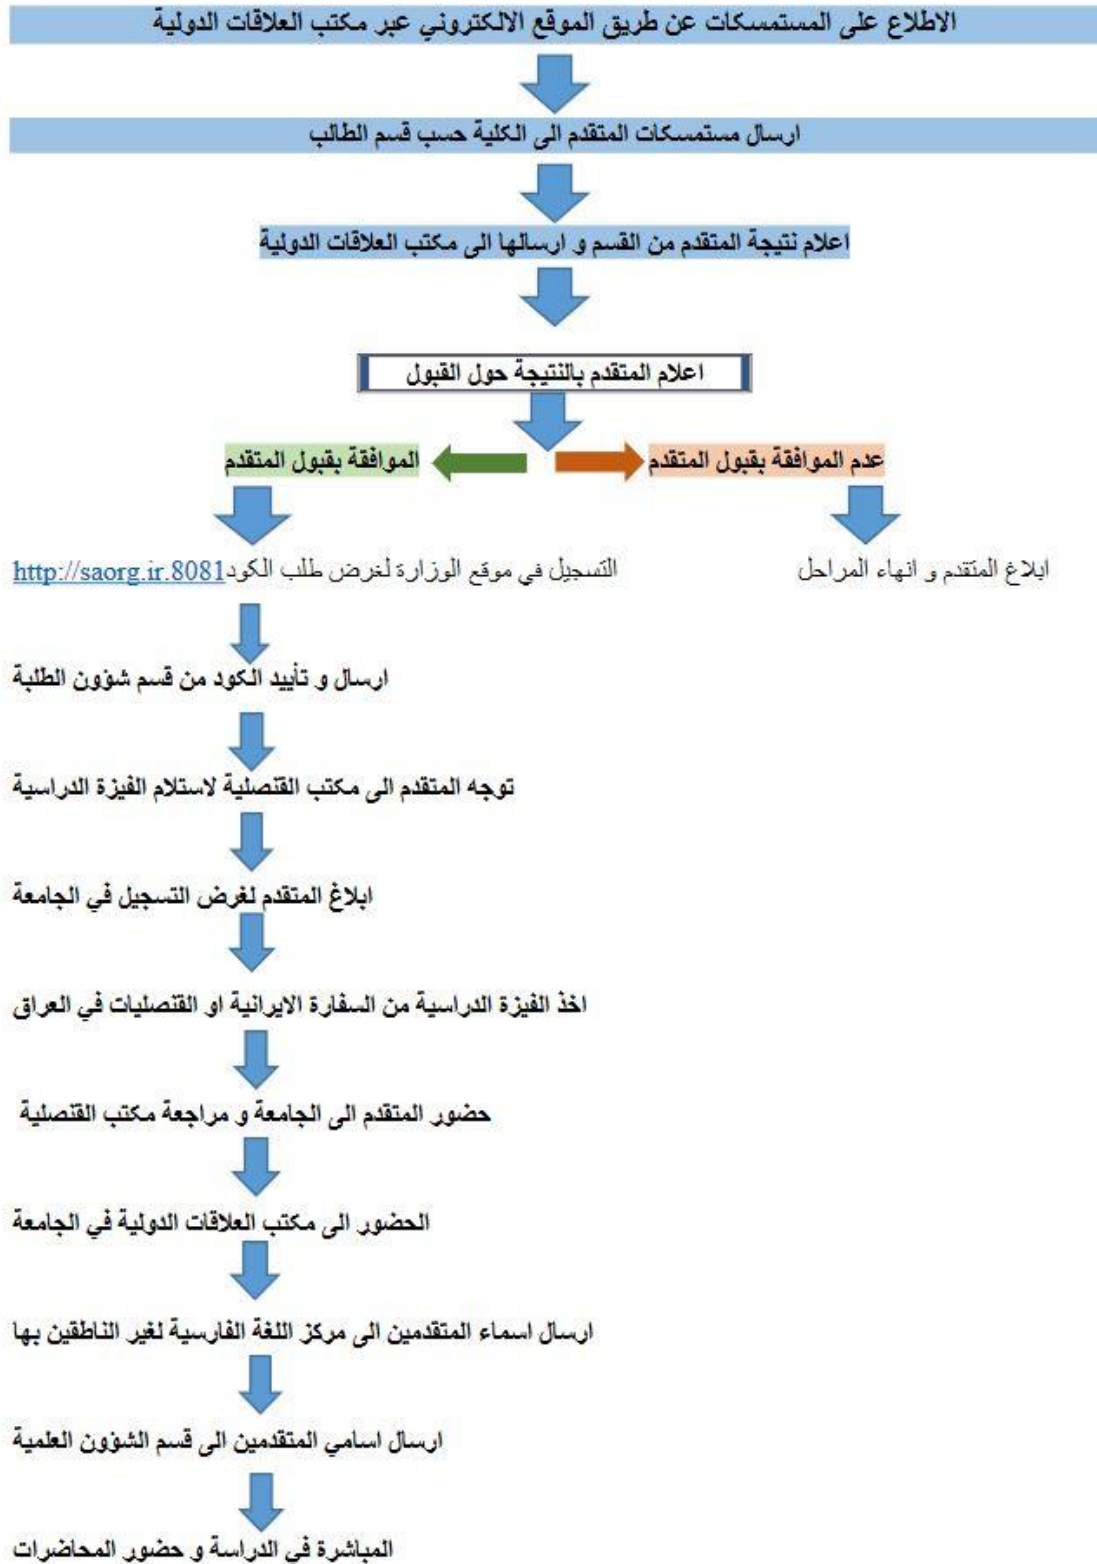 الاطلاع على المستمسكات عن طريق الموقع الالكتروني عبر مكتب العلاقات الدولية
ارسال مستمسكات المتقدم الى الكلية حسب قسم الطالب
اعلام نتيجة المتقدم من القسم و ارسالها الى مكتب العلاقات الدولية
اعلام المتقدم بالنتيجة حول القبول
عدم الموافقة بقبول المتقدم
الموافقة بقبول المتقدم
ابلاغ المتقدم و انهاء المراحل
التسجيل في موقع الوزارة لغرض طلب الكود http://saorg.ir.8081
ارسال و تأييد الكود من قسم شؤون الطلبة
توجه المتقدم الى مكتب القنصلية لاستلام الفيزة الدراسية
ابلاغ المتقدم لغرض التسجيل في الجامعة
اخذ الفيزة الدراسية من السفارة الايرانية او القنصليات في العراق
حضور المتقدم الى الجامعة و مراجعة مكتب القنصلية
الحضور الى مكتب العلاقات الدولية في الجامعة
ارسال اسماء المتقدمين الى مركز اللغة الفارسية لغير الناطقين بها
ارسال اسامي المتقدمين الى قسم الشؤون العلمية
المباشرة في الدراسة و حضور المحاضرات